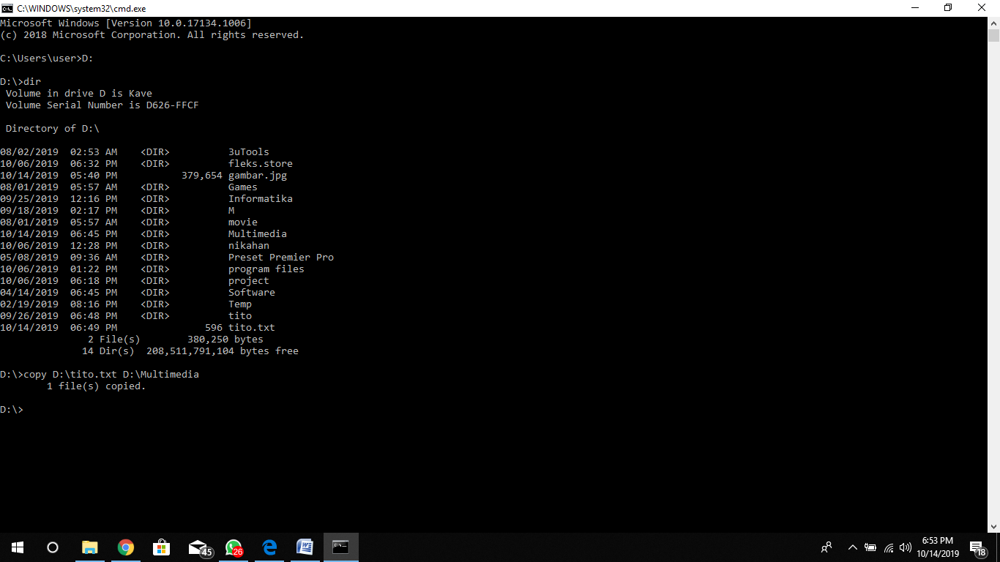 C:\WINDOWS\system32\cmd.exe
Microsoft Windows [Version 10.0.17134.1006]
(c) 2018 Microsoft Corporation. All rights reserved.
C:\Users\user>D:
D:\>dir
 Volume in drive D is Kave
 Volume Serial Number is D626-FFCF
 Directory of D:\
08/02/2019  02:53 AM    <DIR>          3uTools
10/06/2019  06:32 PM    <DIR>          fleks.store
10/14/2019  05:40 PM           379,654 gambar.jpg
08/01/2019  05:57 AM    <DIR>          Games
09/25/2019  12:16 PM    <DIR>          Informatika
09/18/2019  02:17 PM    <DIR>          M
08/01/2019  05:57 AM    <DIR>          movie
10/14/2019  06:45 PM    <DIR>          Multimedia
10/06/2019  12:28 PM    <DIR>          nikahan
05/08/2019  09:36 AM    <DIR>          Preset Premier Pro
10/06/2019  01:22 PM    <DIR>          program files
10/06/2019  06:18 PM    <DIR>          project
04/14/2019  06:45 PM    <DIR>          Software
02/19/2019  08:16 PM    <DIR>          Temp
09/26/2019  06:48 PM    <DIR>          tito
10/14/2019  06:49 PM               596 tito.txt
               2 File(s)        380,250 bytes
              14 Dir(s)  208,511,791,104 bytes free
D:\>copy D:\tito.txt D:\Multimedia
        1 file(s) copied.
D:\>
45
26
6:53 PM
10/14/2019
18